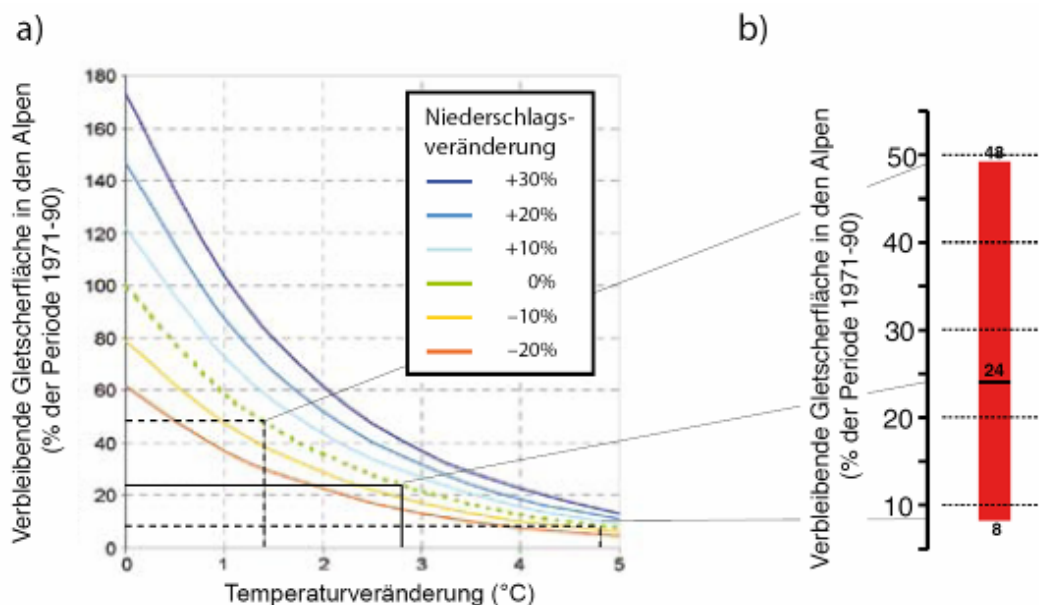 a)
Verbleibende Gletscherfläche in den Alpen
(% der Periode 1971-90)
180
160
140
120
100
80
60
40
20
0
0 1 2 3 4 5
Temperaturveränderung (°C)
Niederschlags-
veränderung
+30%
+20%
+10%
0%
–10%
–20%
b)
Verbleibende Gletscherfläche in den Alpen
(% der Periode 1971-90)
50
40
30
20
10
48
24
8